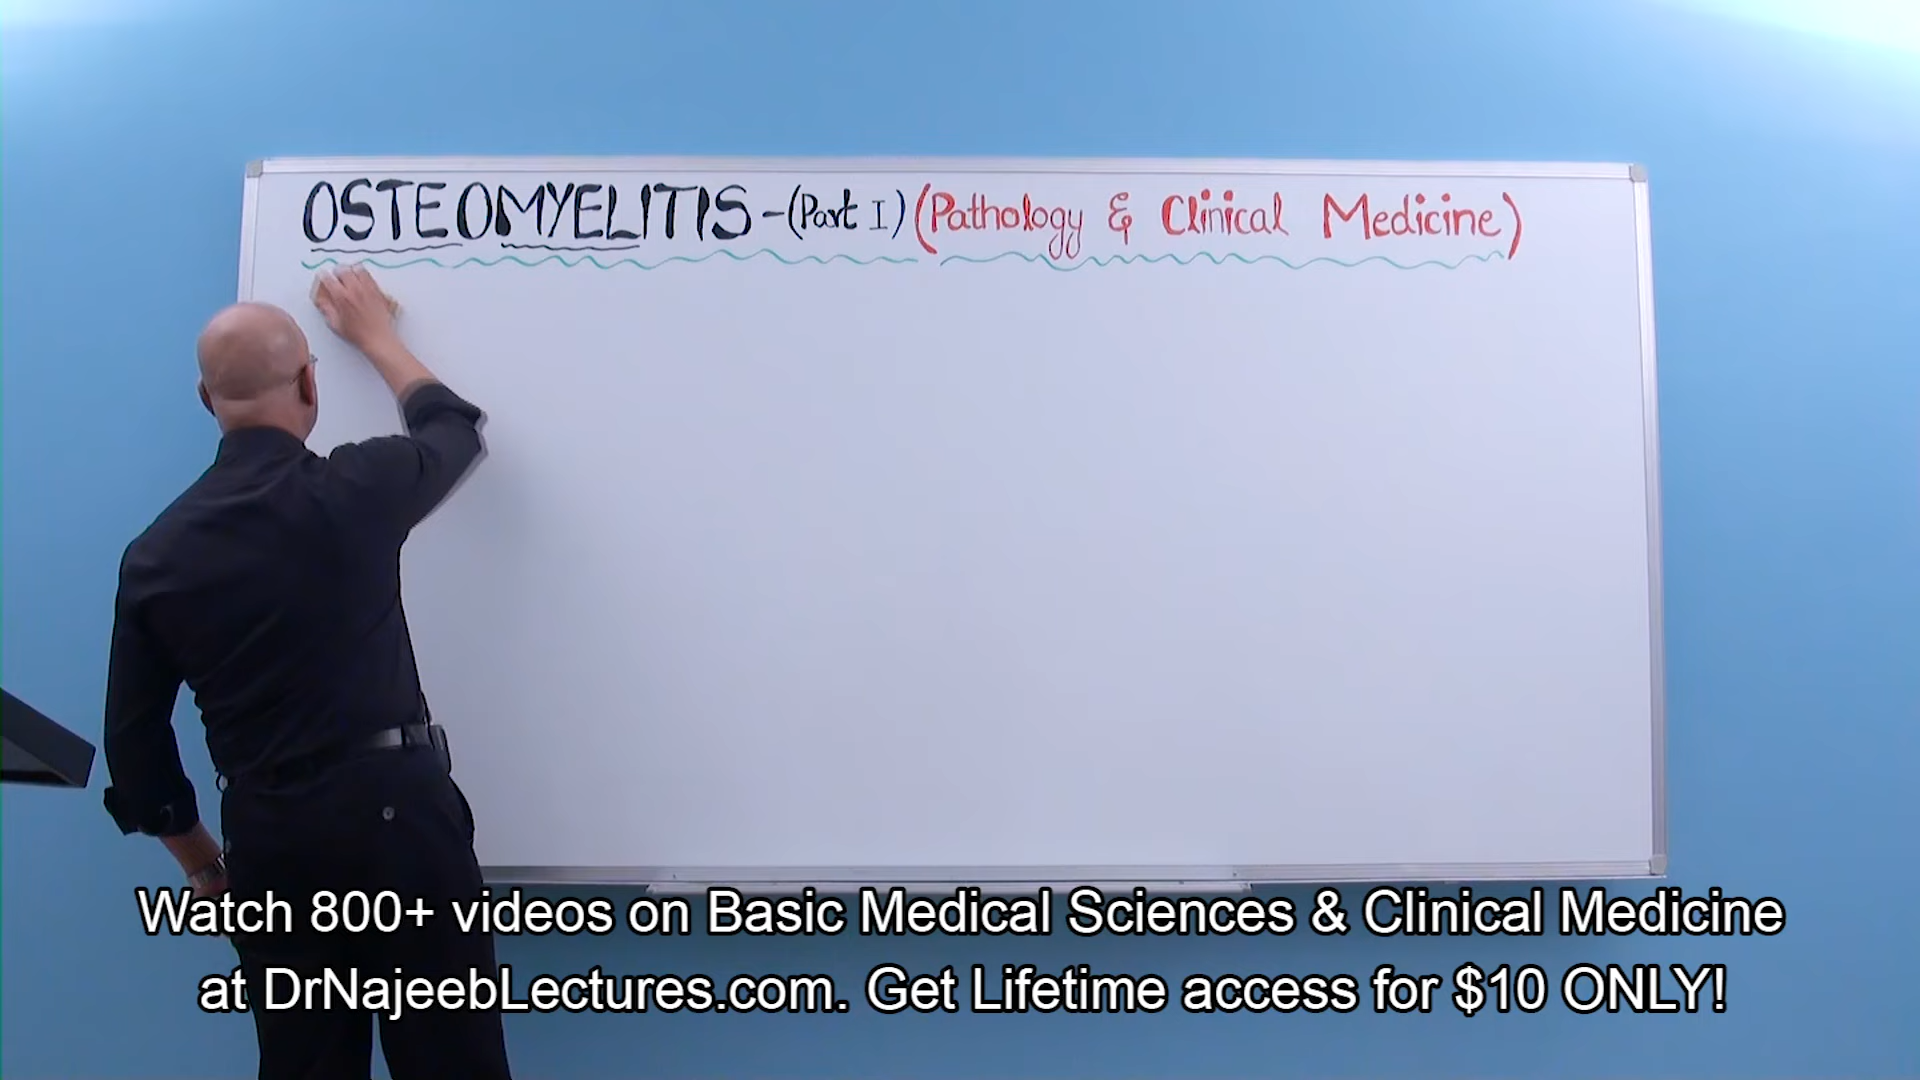 OSTEOMYELITIS - (Part I) (Pathology & Clinical Medicine)
Watch 800+ videos on Basic Medical Sciences & Clinical Medicine
at DrNajeebLectures.com. Get Lifetime access for $10 ONLY!